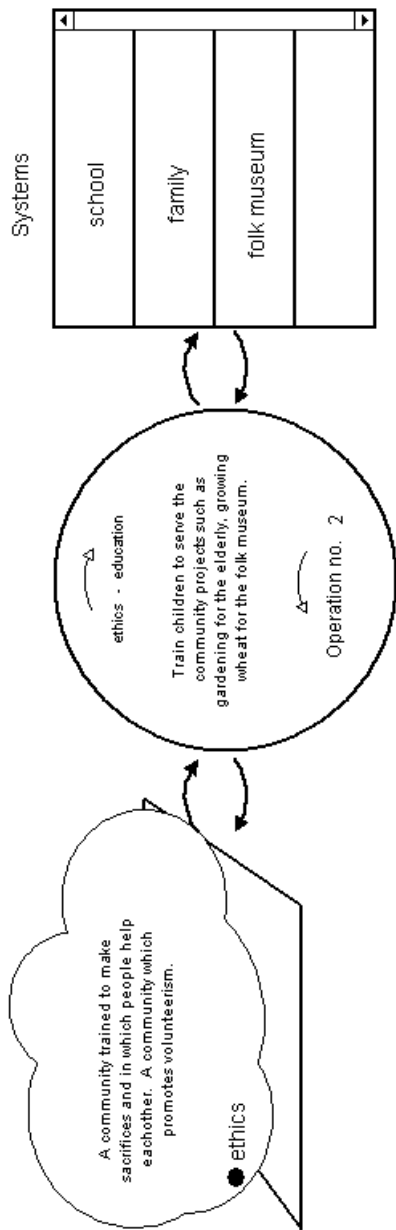 A community trained to make
sacrifices and in which people help
eachother. A community which
promotes volunteerism.
ethics
ethics - education
Train children to serve the
community projects such as
gardening for the elderly, growing
wheat for the folk museum.
Operation no. 2
Systems
school
family
folk museum